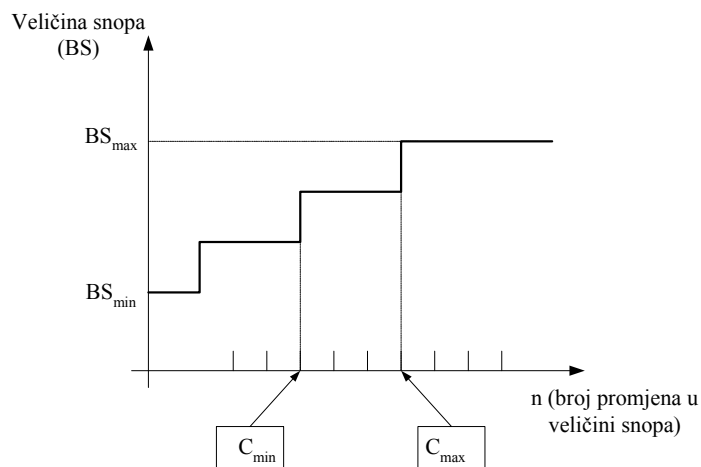 Veličina snopa
(BS)
BSmax
BSmin
n (broj promjena u
veličini snopa)
Cmin
Cmax